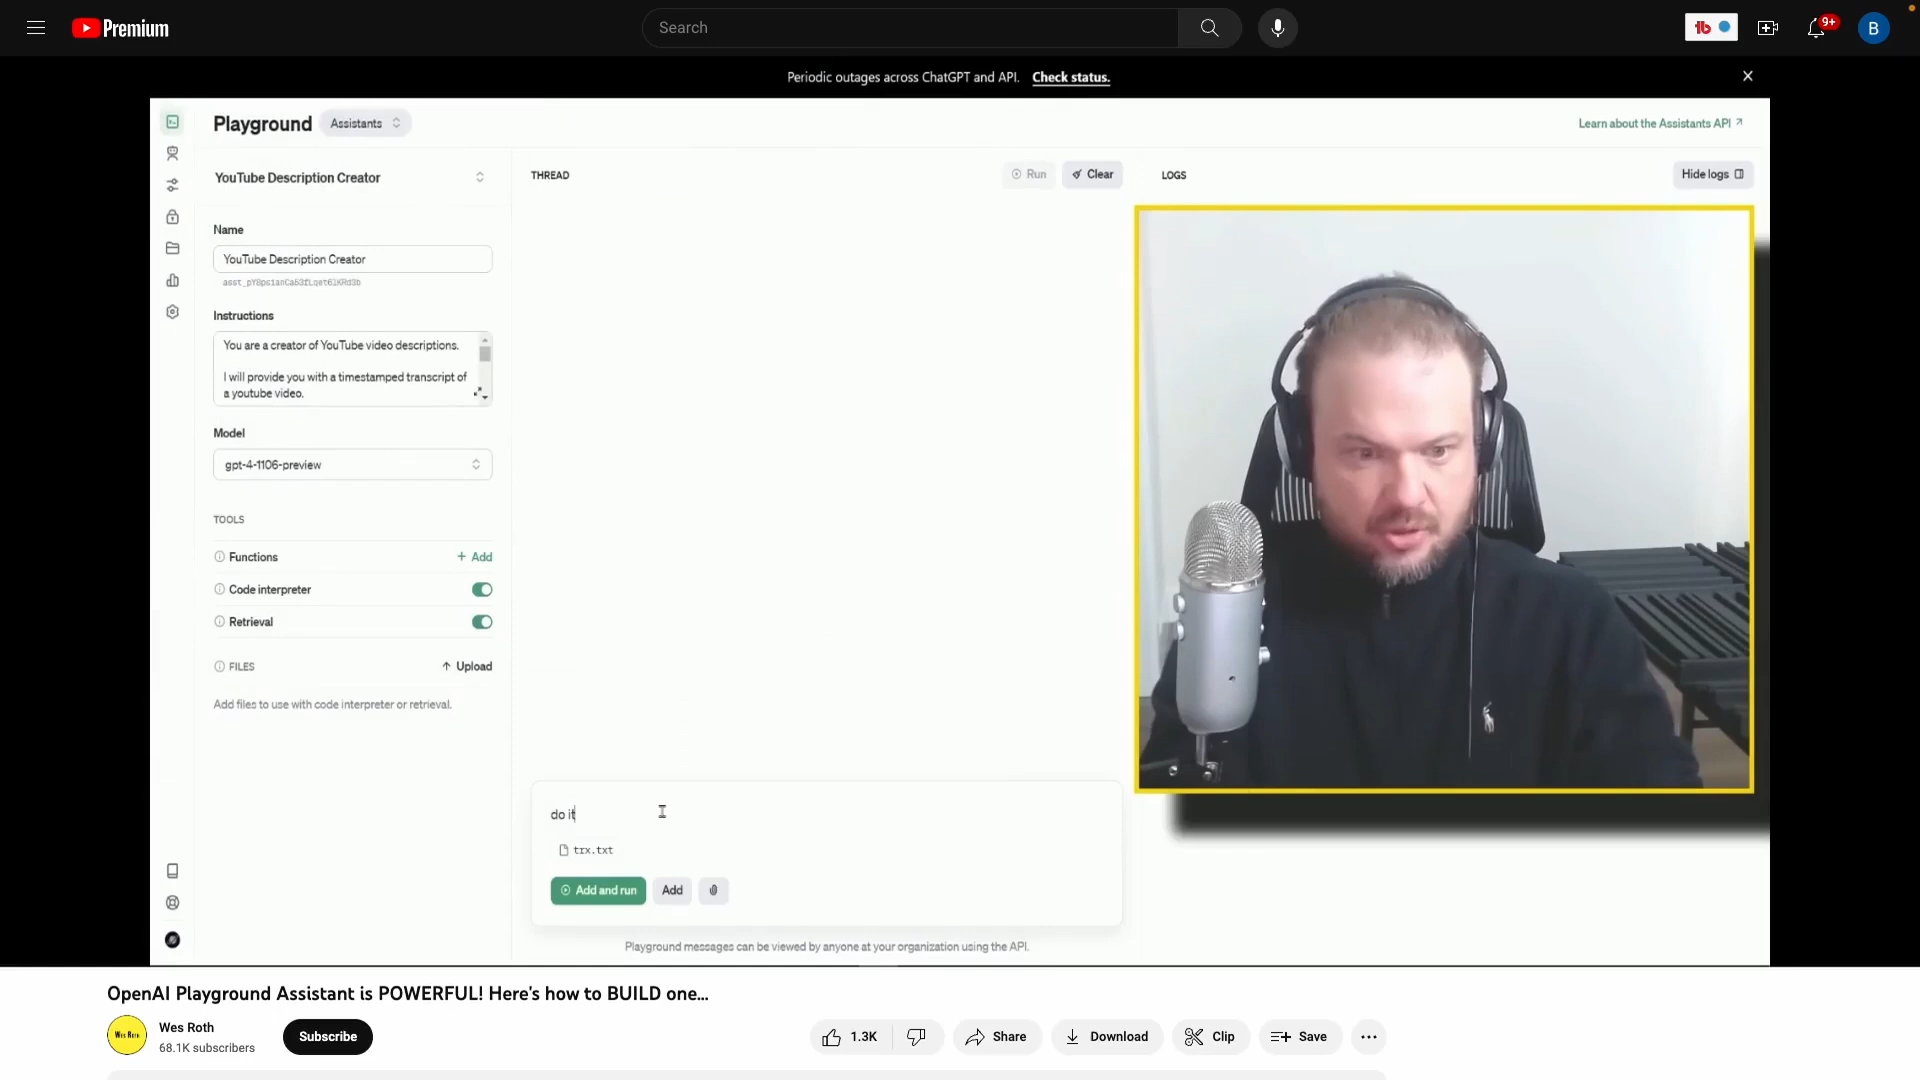 Premium
Search
9+
B
Periodic outages across ChatGPT and API. Check status.
Playground
Assistants
Learn about the Assistants API
YouTube Description Creator
THREAD
Run
Clear
LOGS
Hide logs
Name
YouTube Description Creator
Instructions
You are a creator of YouTube video descriptions.
I will provide you with a timestamped transcript of
a youtube video.
Model
gpt-4-1106-preview
TOOLS
Functions
+ Add
Code interpreter
Retrieval
FILES
Upload
Add files to use with code interpreter or retrieval.
do it
trx.txt
Add and run
Add
Playground messages can be viewed by anyone at your organization using the API.
OpenAI Playground Assistant is POWERFUL! Here's how to BUILD one...
Wes Roth
Wes Roth
68.1K subscribers
Subscribe
1.3K
Share
Download
Clip
Save